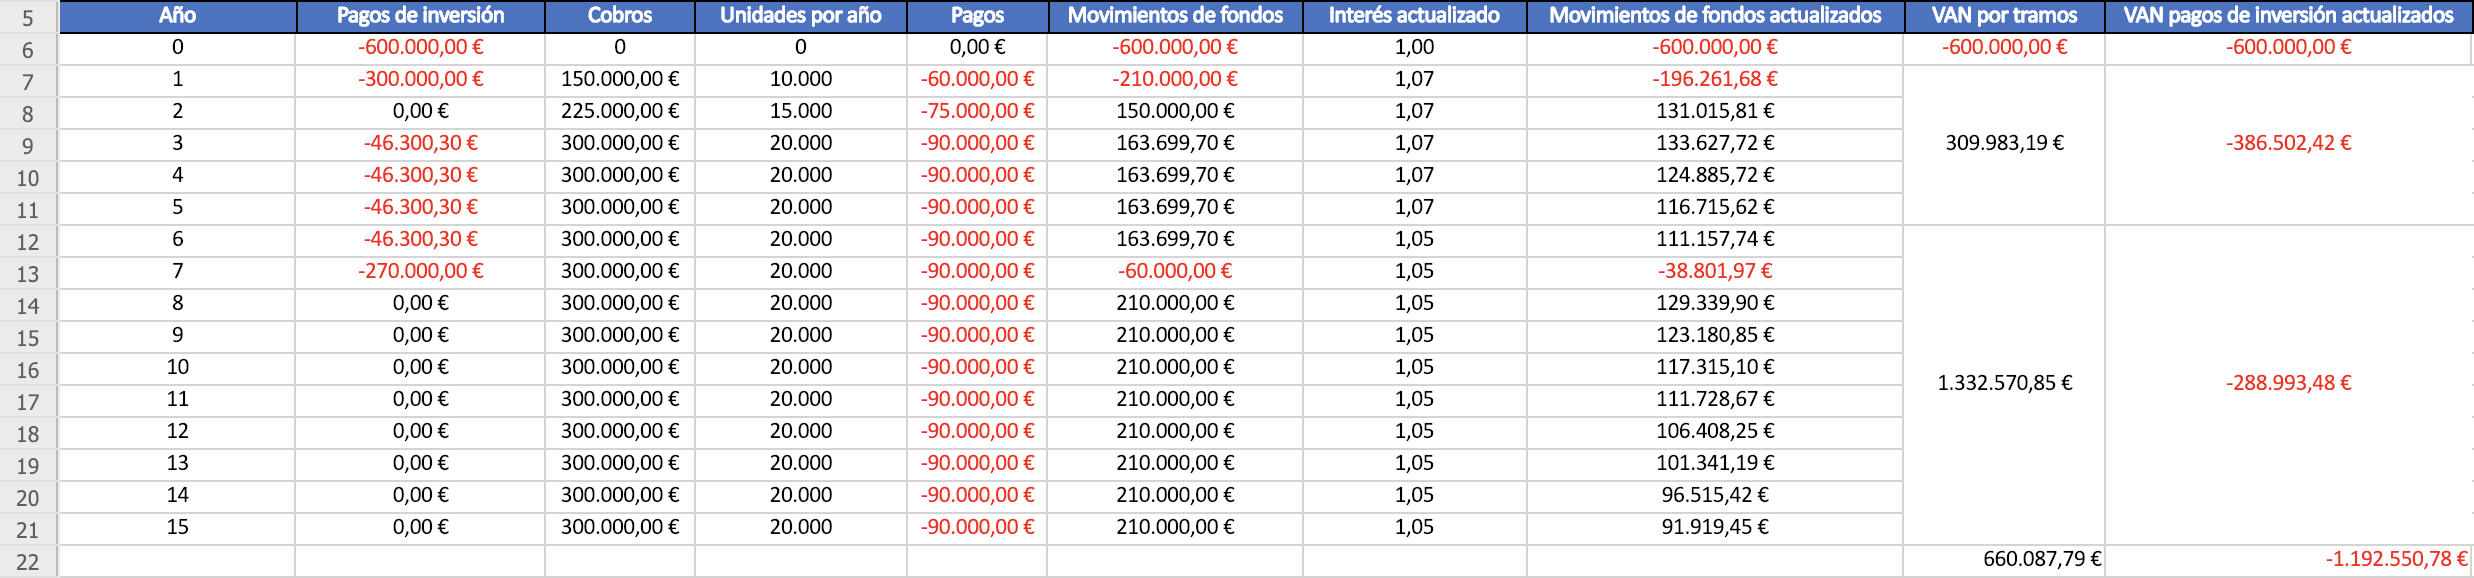 5 Año Pagos de inversión Cobros Unidades por año Pagos Movimientos de fondos Interés actualizado Movimientos de fondos actualizados VAN por tramos VAN pagos de inversión actualizados
6 0 -600.000,00 € 0 0 0,00 € -600.000,00 € 1,00 -600.000,00 € -600.000,00 € -600.000,00 €
7 1 -300.000,00 € 150.000,00 € 10.000 -60.000,00 € -210.000,00 € 1,07 -196.261,68 €
8 2 0,00 € 225.000,00 € 15.000 -75.000,00 € 150.000,00 € 1,07 131.015,81 €
9 3 -46.300,30 € 300.000,00 € 20.000 -90.000,00 € 163.699,70 € 1,07 133.627,72 € 309.983,19 € -386.502,42 €
10 4 -46.300,30 € 300.000,00 € 20.000 -90.000,00 € 163.699,70 € 1,07 124.885,72 €
11 5 -46.300,30 € 300.000,00 € 20.000 -90.000,00 € 163.699,70 € 1,07 116.715,62 €
12 6 -46.300,30 € 300.000,00 € 20.000 -90.000,00 € 163.699,70 € 1,05 111.157,74 €
13 7 -270.000,00 € 300.000,00 € 20.000 -90.000,00 € -60.000,00 € 1,05 -38.801,97 €
14 8 0,00 € 300.000,00 € 20.000 -90.000,00 € 210.000,00 € 1,05 129.339,90 €
15 9 0,00 € 300.000,00 € 20.000 -90.000,00 € 210.000,00 € 1,05 123.180,85 €
16 10 0,00 € 300.000,00 € 20.000 -90.000,00 € 210.000,00 € 1,05 117.315,10 € 1.332.570,85 € -288.993,48 €
17 11 0,00 € 300.000,00 € 20.000 -90.000,00 € 210.000,00 € 1,05 111.728,67 €
18 12 0,00 € 300.000,00 € 20.000 -90.000,00 € 210.000,00 € 1,05 106.408,25 €
19 13 0,00 € 300.000,00 € 20.000 -90.000,00 € 210.000,00 € 1,05 101.341,19 €
20 14 0,00 € 300.000,00 € 20.000 -90.000,00 € 210.000,00 € 1,05 96.515,42 €
21 15 0,00 € 300.000,00 € 20.000 -90.000,00 € 210.000,00 € 1,05 91.919,45 €
22 660.087,79 € -1.192.550,78 €